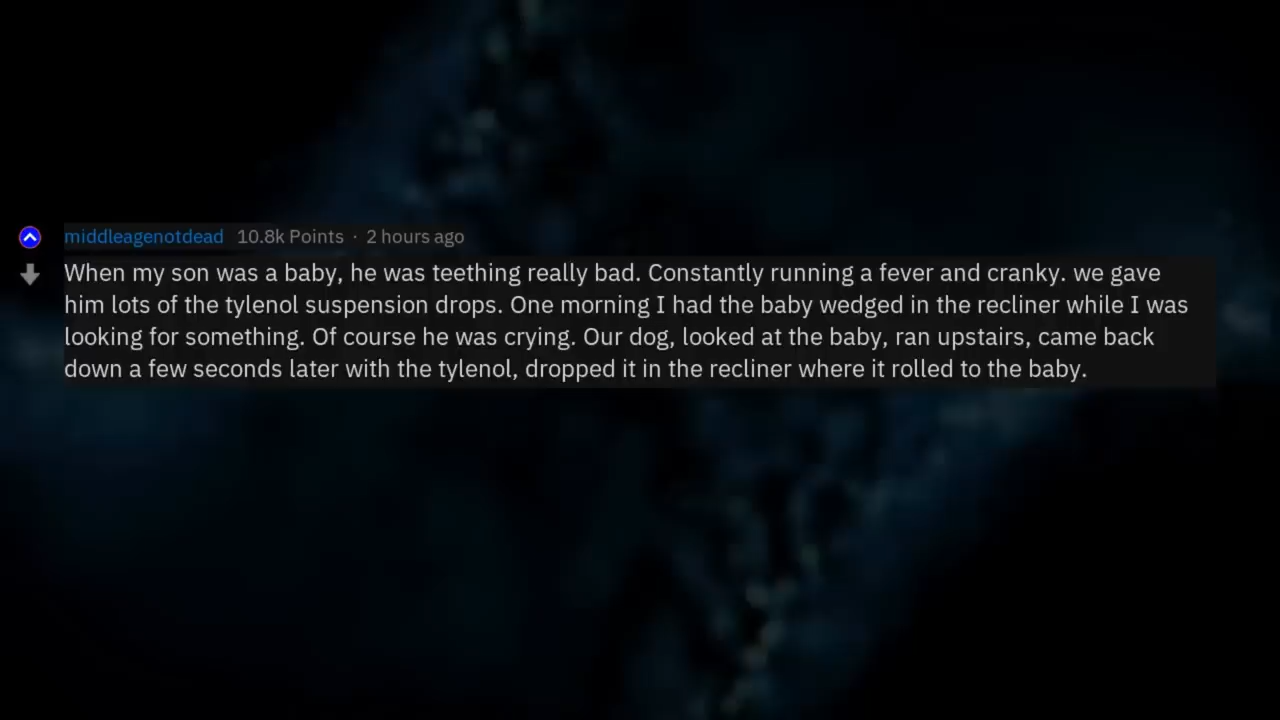 middleagenotdead 10.8k Points · 2 hours ago
When my son was a baby, he was teething really bad. Constantly running a fever and cranky. we gave
him lots of the tylenol suspension drops. One morning I had the baby wedged in the recliner while I was
looking for something. Of course he was crying. Our dog, looked at the baby, ran upstairs, came back
down a few seconds later with the tylenol, dropped it in the recliner where it rolled to the baby.